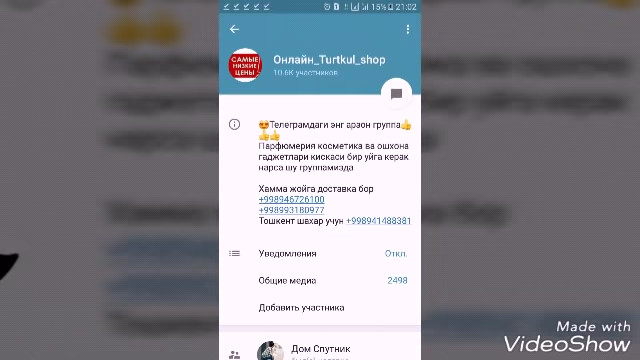 15% 21:02
Онлайн_Turtkul_shop
10.6K участников
САМЫЕ
НИЗКИЕ
ЦЕНЫ
😍Телеграмдаги энг арзон группа👍
👍👍
Парфюмерия косметика ва ошхона
гаджетлари кискаси бир уйга керак
нарса шу группамизда
Хамма жойга доставка бор
+998946726100
+998993180977
Тошкент шахар учун +998941488381
Уведомления Откл.
Общие медиа 2498
Добавить участника
Дом Спутник
Made with
VideoShow